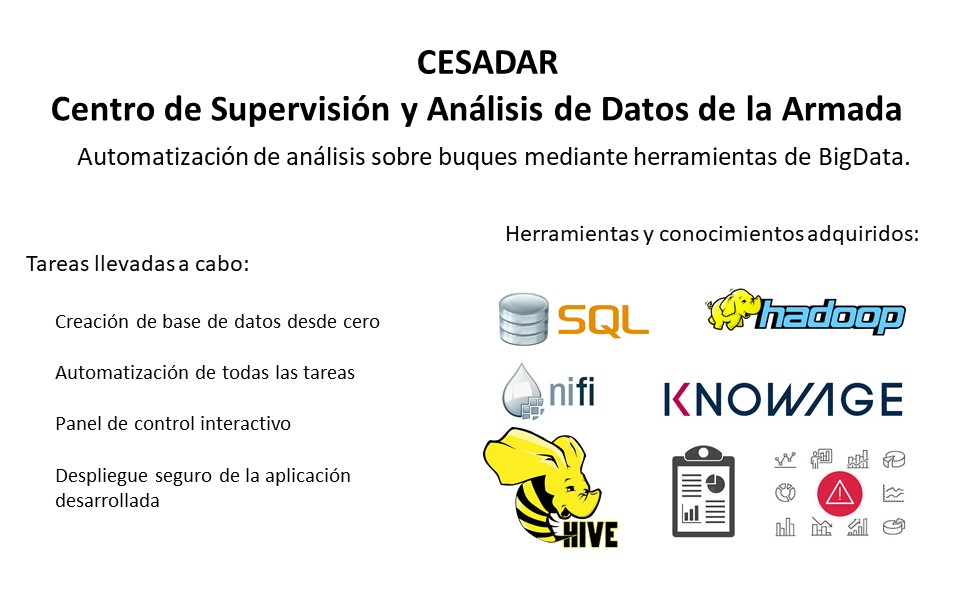 CESADAR
Centro de Supervisión y Análisis de Datos de la Armada
Automatización de análisis sobre buques mediante herramientas de BigData.
Herramientas y conocimientos adquiridos:
Tareas llevadas a cabo:
Creación de base de datos desde cero
Automatización de todas las tareas
Panel de control interactivo
Despliegue seguro de la aplicación
desarrollada
SQL
hadoop
nifi
KNOWAGE
HIVE